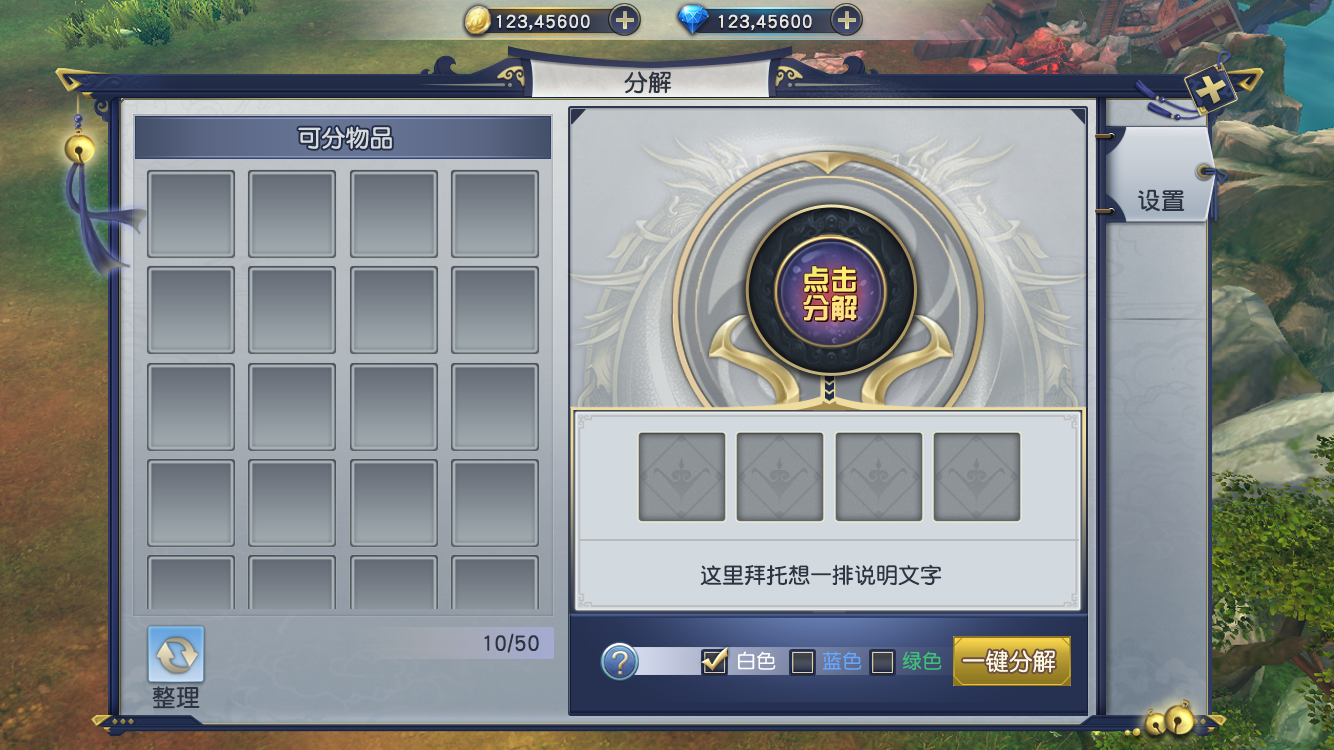 123,45600
123,45600
分解
可分物品
设置
点击
分解
这里拜托想一排说明文字
10/50
整理
?
白色
蓝色
绿色
一键分解